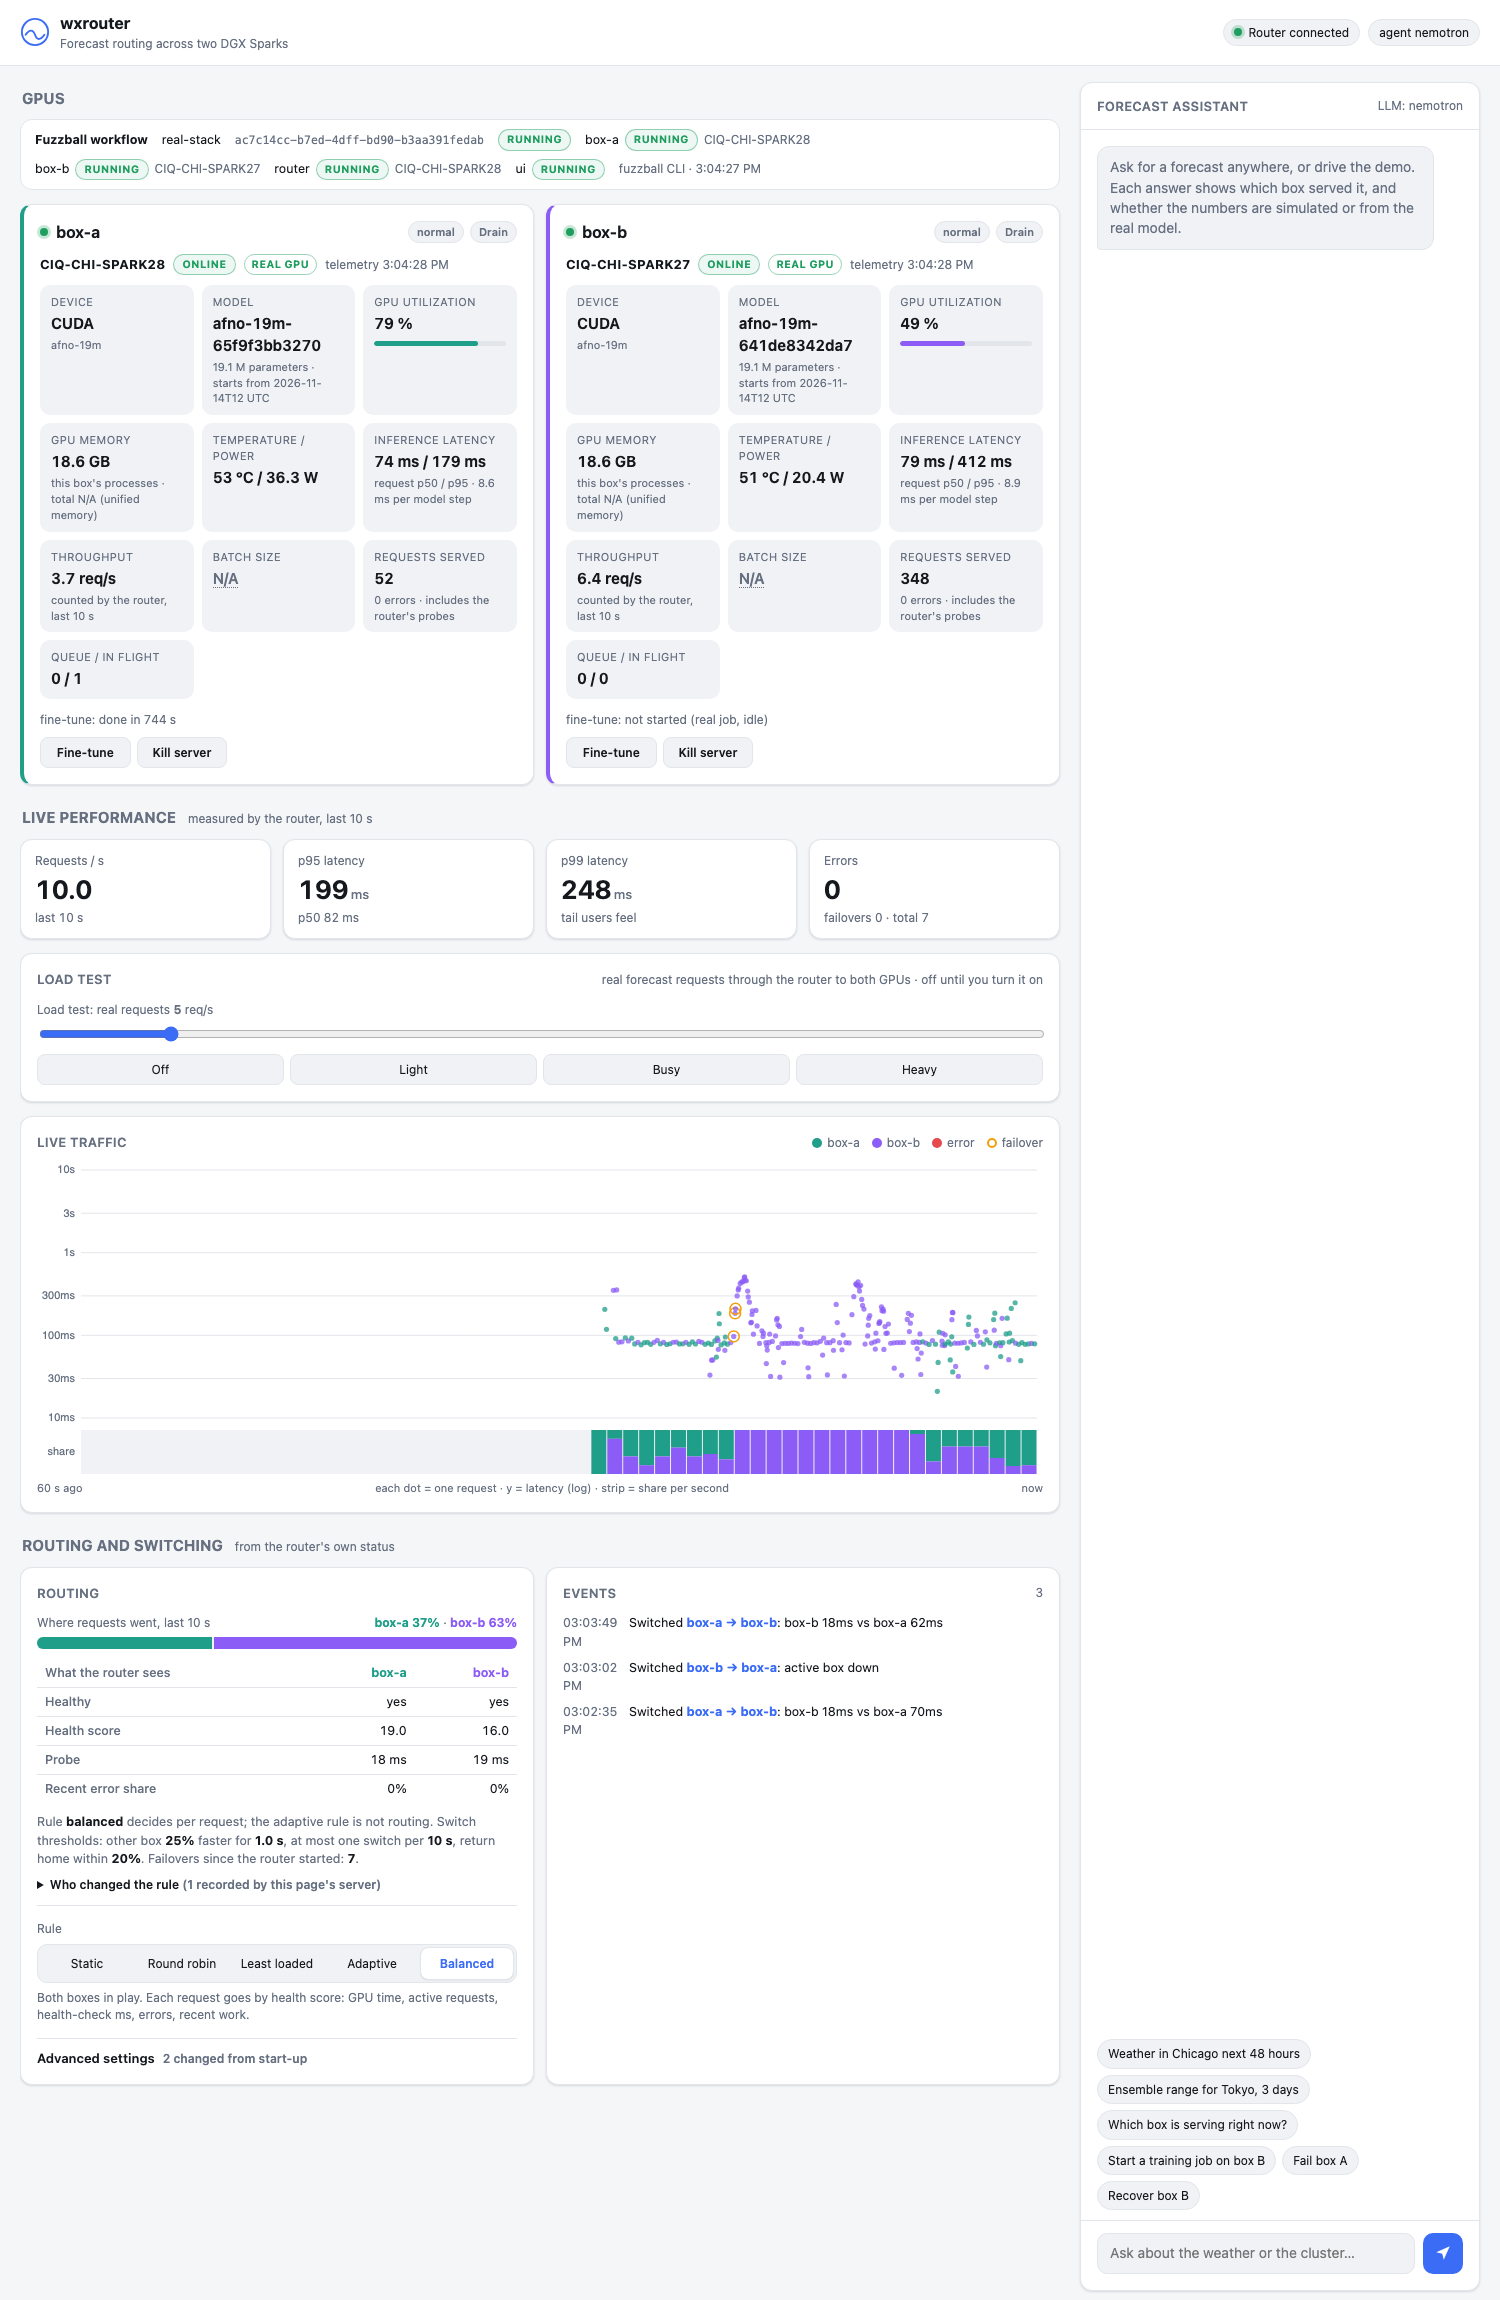 wxrouter
Forecast routing across two DGX Sparks
Router connected
agent nemotron
GPUS
Fuzzball workflow real-stack ac7c14cc-b7ed-4dff-bd90-b3aa391fedab RUNNING box-a RUNNING CIQ-CHI-SPARK28
box-b RUNNING CIQ-CHI-SPARK27 router RUNNING CIQ-CHI-SPARK28 ui RUNNING fuzzball CLI · 3:04:27 PM
box-a
normal
Drain
CIQ-CHI-SPARK28 ONLINE REAL GPU telemetry 3:04:28 PM
DEVICE
CUDA
afno-19m
MODEL
afno-19m-
65f9f3bb3270
19.1 M parameters ·
starts from 2026-11-
14T12 UTC
GPU UTILIZATION
79 %
GPU MEMORY
18.6 GB
this box's processes ·
total N/A (unified
memory)
TEMPERATURE /
POWER
53 °C / 36.3 W
INFERENCE LATENCY
74 ms / 179 ms
request p50 / p95 · 8.6
ms per model step
THROUGHPUT
3.7 req/s
counted by the router,
last 10 s
BATCH SIZE
N/A
REQUESTS SERVED
52
0 errors · includes the
router's probes
QUEUE / IN FLIGHT
0 / 1
fine-tune: done in 744 s
Fine-tune
Kill server
box-b
normal
Drain
CIQ-CHI-SPARK27 ONLINE REAL GPU telemetry 3:04:28 PM
DEVICE
CUDA
afno-19m
MODEL
afno-19m-
641de8342da7
19.1 M parameters ·
starts from 2026-11-
14T12 UTC
GPU UTILIZATION
49 %
GPU MEMORY
18.6 GB
this box's processes ·
total N/A (unified
memory)
TEMPERATURE /
POWER
51 °C / 20.4 W
INFERENCE LATENCY
79 ms / 412 ms
request p50 / p95 · 8.9
ms per model step
THROUGHPUT
6.4 req/s
counted by the router,
last 10 s
BATCH SIZE
N/A
REQUESTS SERVED
348
0 errors · includes the
router's probes
QUEUE / IN FLIGHT
0 / 0
fine-tune: not started (real job, idle)
Fine-tune
Kill server
LIVE PERFORMANCE measured by the router, last 10 s
Requests / s
10.0
last 10 s
p95 latency
199 ms
p50 82 ms
p99 latency
248 ms
tail users feel
Errors
0
failovers 0 · total 7
LOAD TEST
real forecast requests through the router to both GPUs · off until you turn it on
Load test: real requests 5 req/s
Off
Light
Busy
Heavy
LIVE TRAFFIC
box-a box-b error failover
10s
3s
1s
300ms
100ms
30ms
10ms
share
60 s ago
each dot = one request · y = latency (log) · strip = share per second
now
ROUTING AND SWITCHING from the router's own status
ROUTING
Where requests went, last 10 s box-a 37% · box-b 63%
What the router sees box-a box-b
Healthy yes yes
Health score 19.0 16.0
Probe 18 ms 19 ms
Recent error share 0% 0%
Rule balanced decides per request; the adaptive rule is not routing. Switch
thresholds: other box 25% faster for 1.0 s, at most one switch per 10 s, return
home within 20%. Failovers since the router started: 7.
Who changed the rule (1 recorded by this page's server)
Rule
Static
Round robin
Least loaded
Adaptive
Balanced
Both boxes in play. Each request goes by health score: GPU time, active requests,
health-check ms, errors, recent work.
Advanced settings 2 changed from start-up
EVENTS
3
03:03:49 Switched box-a → box-b: box-b 18ms vs box-a 62ms
PM
03:03:02 Switched box-b → box-a: active box down
PM
03:02:35 Switched box-a → box-b: box-b 18ms vs box-a 70ms
PM
FORECAST ASSISTANT
LLM: nemotron
Ask for a forecast anywhere, or drive the demo.
Each answer shows which box served it, and
whether the numbers are simulated or from the
real model.
Weather in Chicago next 48 hours
Ensemble range for Tokyo, 3 days
Which box is serving right now?
Start a training job on box B
Fail box A
Recover box B
Ask about the weather or the cluster...